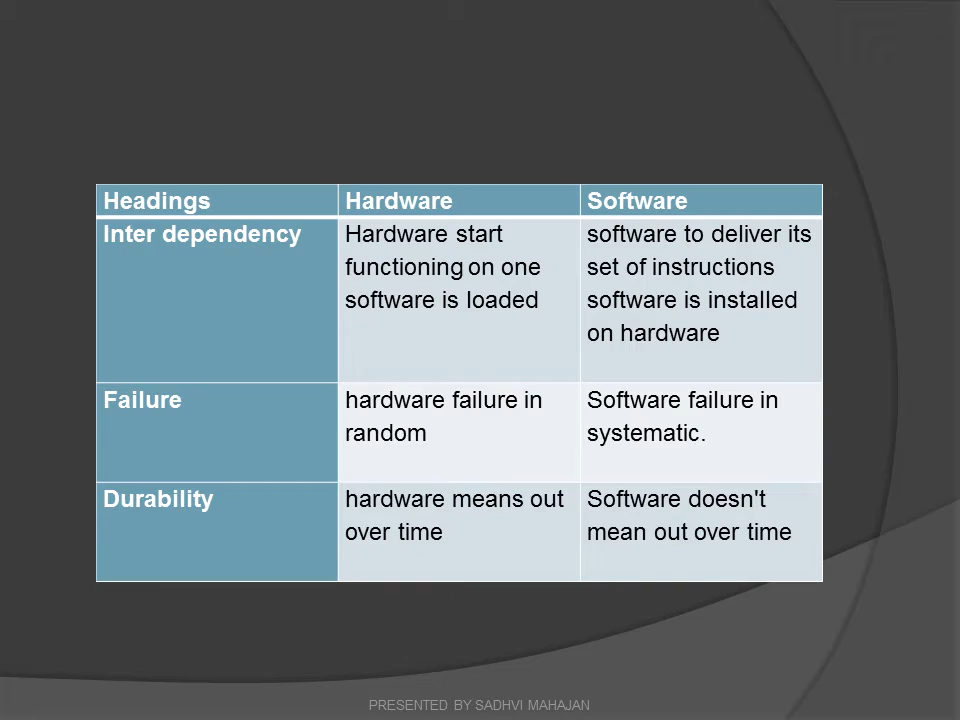 Headings Hardware Software
Inter dependency Hardware start software to deliver its
functioning on one set of instructions
software is loaded software is installed
on hardware
Failure hardware failure in Software failure in
random systematic.
Durability hardware means out Software doesn't
over time mean out over time
PRESENTED BY SADHVI MAHAJAN